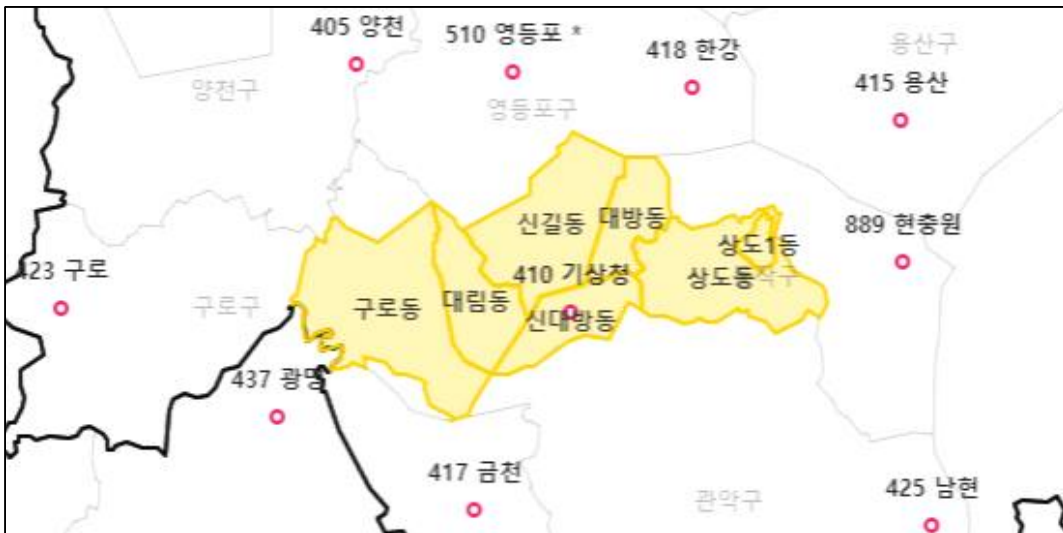 405 양천
510 영등포 *
418 한강
용산구
415 용산
양천구
영등포구
신길동
대방동
상도1동
889 현충원
423 구로
410 기상청
상도동
구로구
구로동
대림동
신대방동
437 광명
417 금천
관악구
425 남현